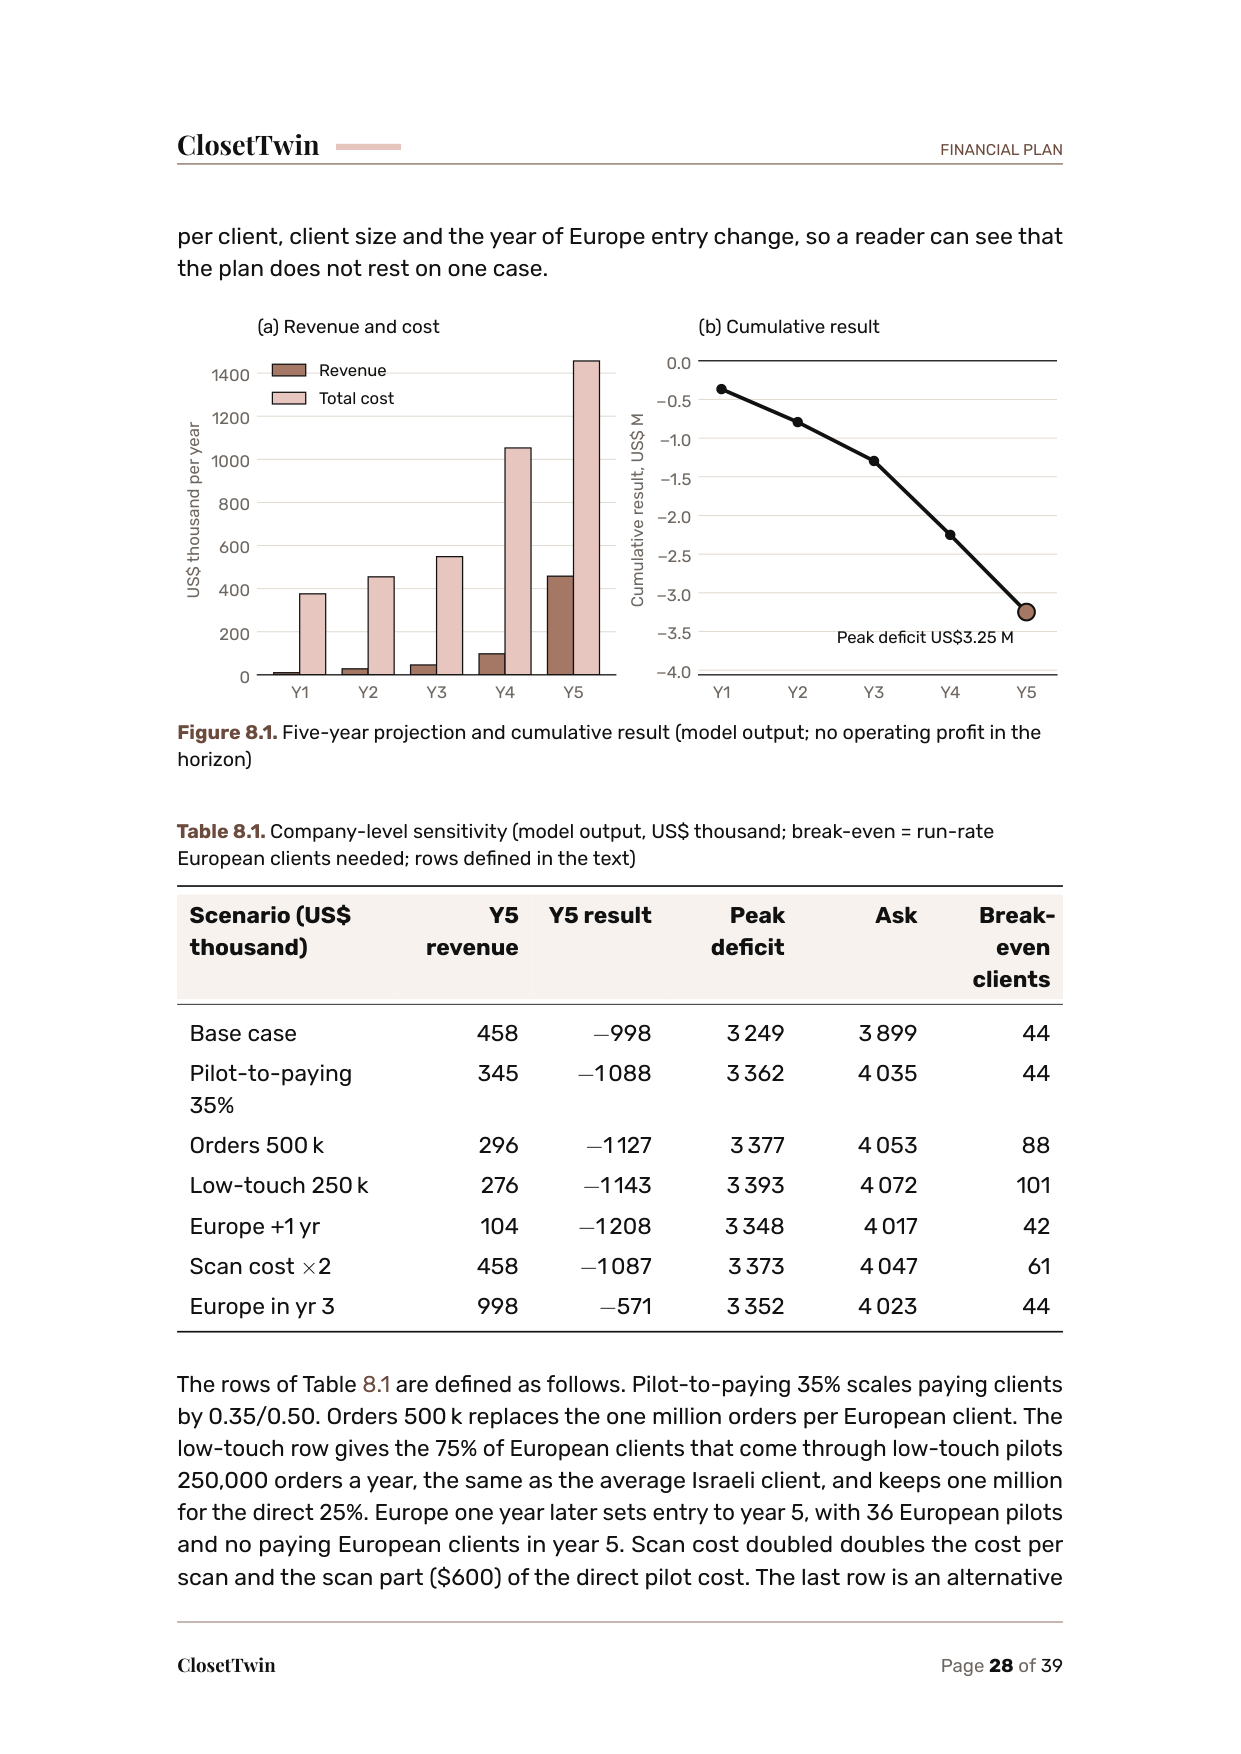 ClosetTwin
FINANCIAL PLAN
per client, client size and the year of Europe entry change, so a reader can see that
the plan does not rest on one case.
(a) Revenue and cost
US$ thousand per year
1400
1200
1000
800
600
400
200
0
Revenue
Total cost
Y1 Y2 Y3 Y4 Y5
(b) Cumulative result
Cumulative result, US$ M
0.0
−0.5
−1.0
−1.5
−2.0
−2.5
−3.0
−3.5
−4.0
Peak deficit US$3.25 M
Y1 Y2 Y3 Y4 Y5
Figure 8.1. Five-year projection and cumulative result (model output; no operating profit in the
horizon)
Table 8.1. Company-level sensitivity (model output, US$ thousand; break-even = run-rate
European clients needed; rows defined in the text)
Scenario (US$ Y5 Y5 result Peak Ask Break-
thousand) revenue deficit even
clients
Base case 458 −998 3 249 3 899 44
Pilot-to-paying 345 −1 088 3 362 4 035 44
35%
Orders 500 k 296 −1 127 3 377 4 053 88
Low-touch 250 k 276 −1 143 3 393 4 072 101
Europe +1 yr 104 −1 208 3 348 4 017 42
Scan cost ×2 458 −1 087 3 373 4 047 61
Europe in yr 3 998 −571 3 352 4 023 44
The rows of Table 8.1 are defined as follows. Pilot-to-paying 35% scales paying clients
by 0.35/0.50. Orders 500 k replaces the one million orders per European client. The
low-touch row gives the 75% of European clients that come through low-touch pilots
250,000 orders a year, the same as the average Israeli client, and keeps one million
for the direct 25%. Europe one year later sets entry to year 5, with 36 European pilots
and no paying European clients in year 5. Scan cost doubled doubles the cost per
scan and the scan part ($600) of the direct pilot cost. The last row is an alternative
ClosetTwin
Page 28 of 39